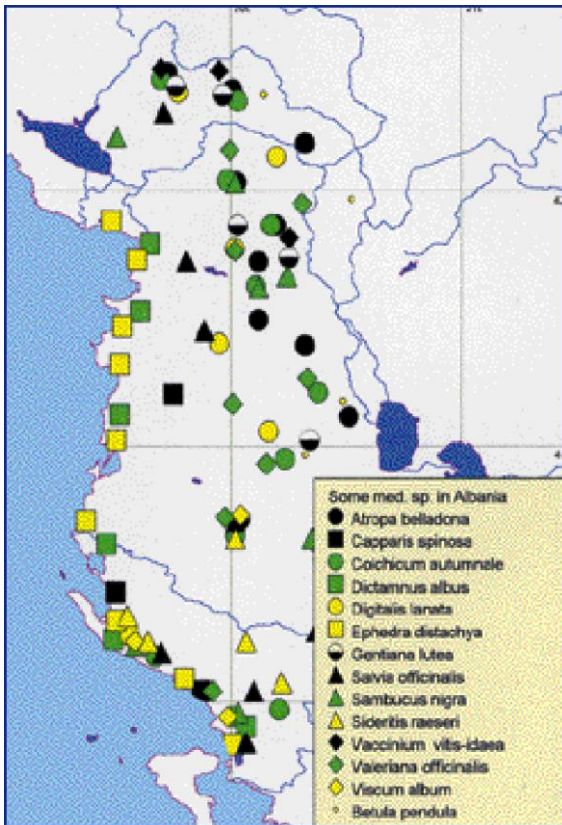 Some med. sp. in Albania
Atropa belladona
Capparis spinosa
Colchicum autumnale
Dictamnus albus
Digitalis lanata
Ephedra distachya
Gentiana lutea
Salvia officinalis
Sambucus nigra
Sideritis raeseri
Vaccinium vitis-idaea
Valeriana officinalis
Viscum album
Betula pendula